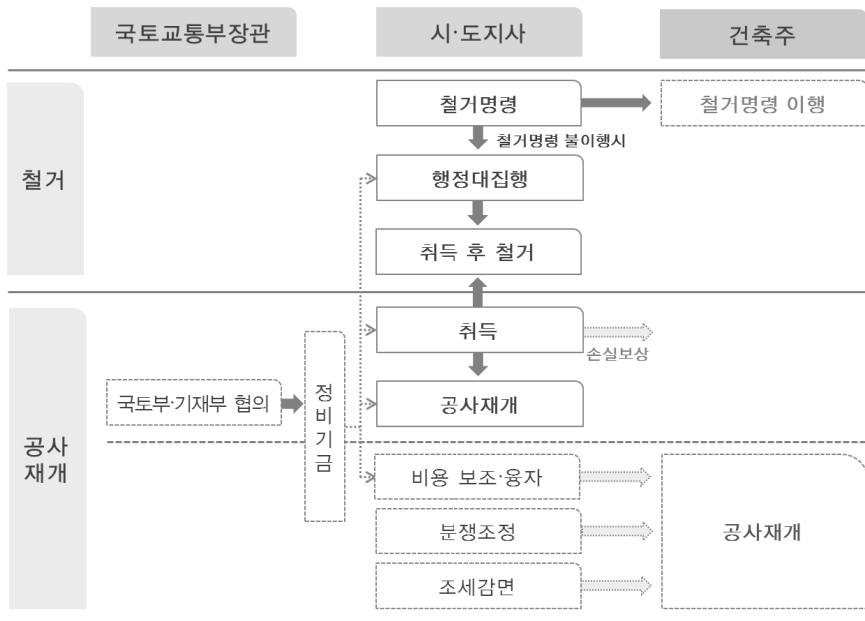 국토교통부장관
시·도지사
건축주
철거
철거명령
철거명령 이행
철거명령 불이행시
행정대집행
취득 후 철거
공사
재개
취득
손실보상
국토부·기재부 협의
정
비
기
금
공사재개
비용 보조·융자
분쟁조정
조세감면
공사재개